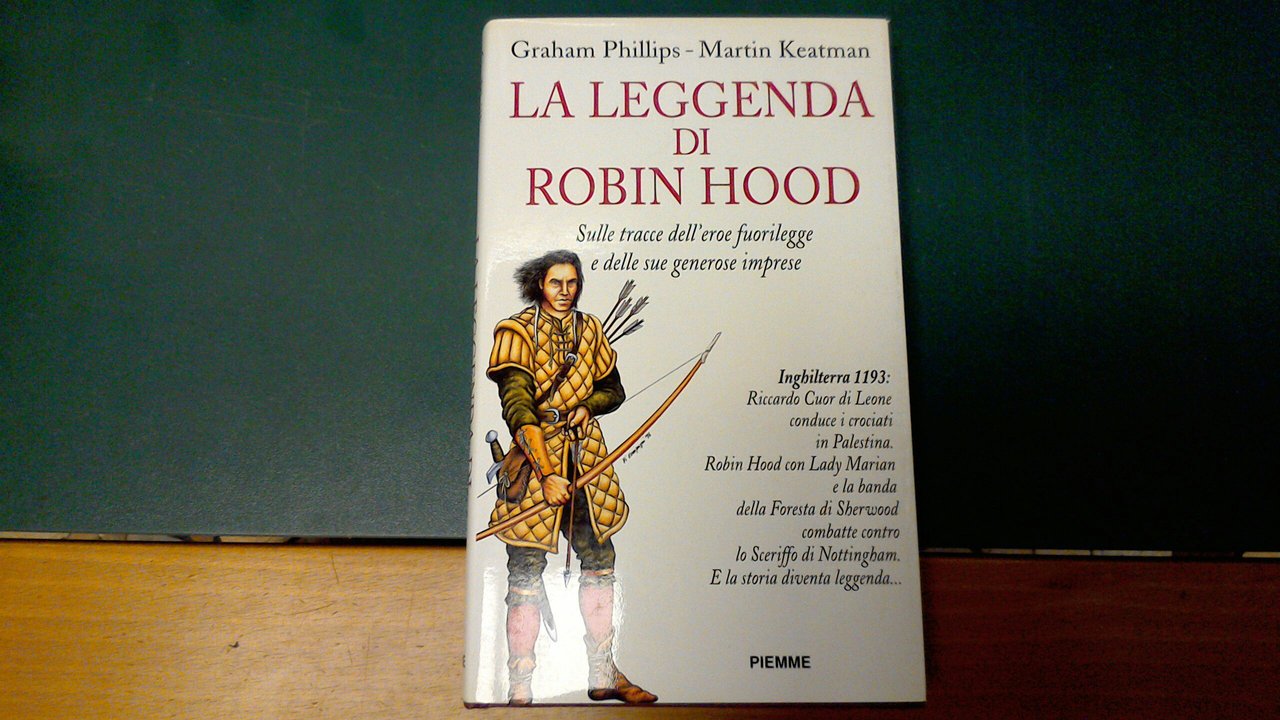 Graham Phillips - Martin Keatman
LA LEGGENDA
DI
ROBIN HOOD
Sulle tracce dell'eroe fuorilegge
e delle sue generose imprese
Inghilterra 1193:
Riccardo Cuor di Leone
conduce i crociati
in Palestina.
Robin Hood con Lady Marian
e la banda
della Foresta di Sherwood
combatte contro
lo Sceriffo di Nottingham.
E la storia diventa leggenda...
PIEMME